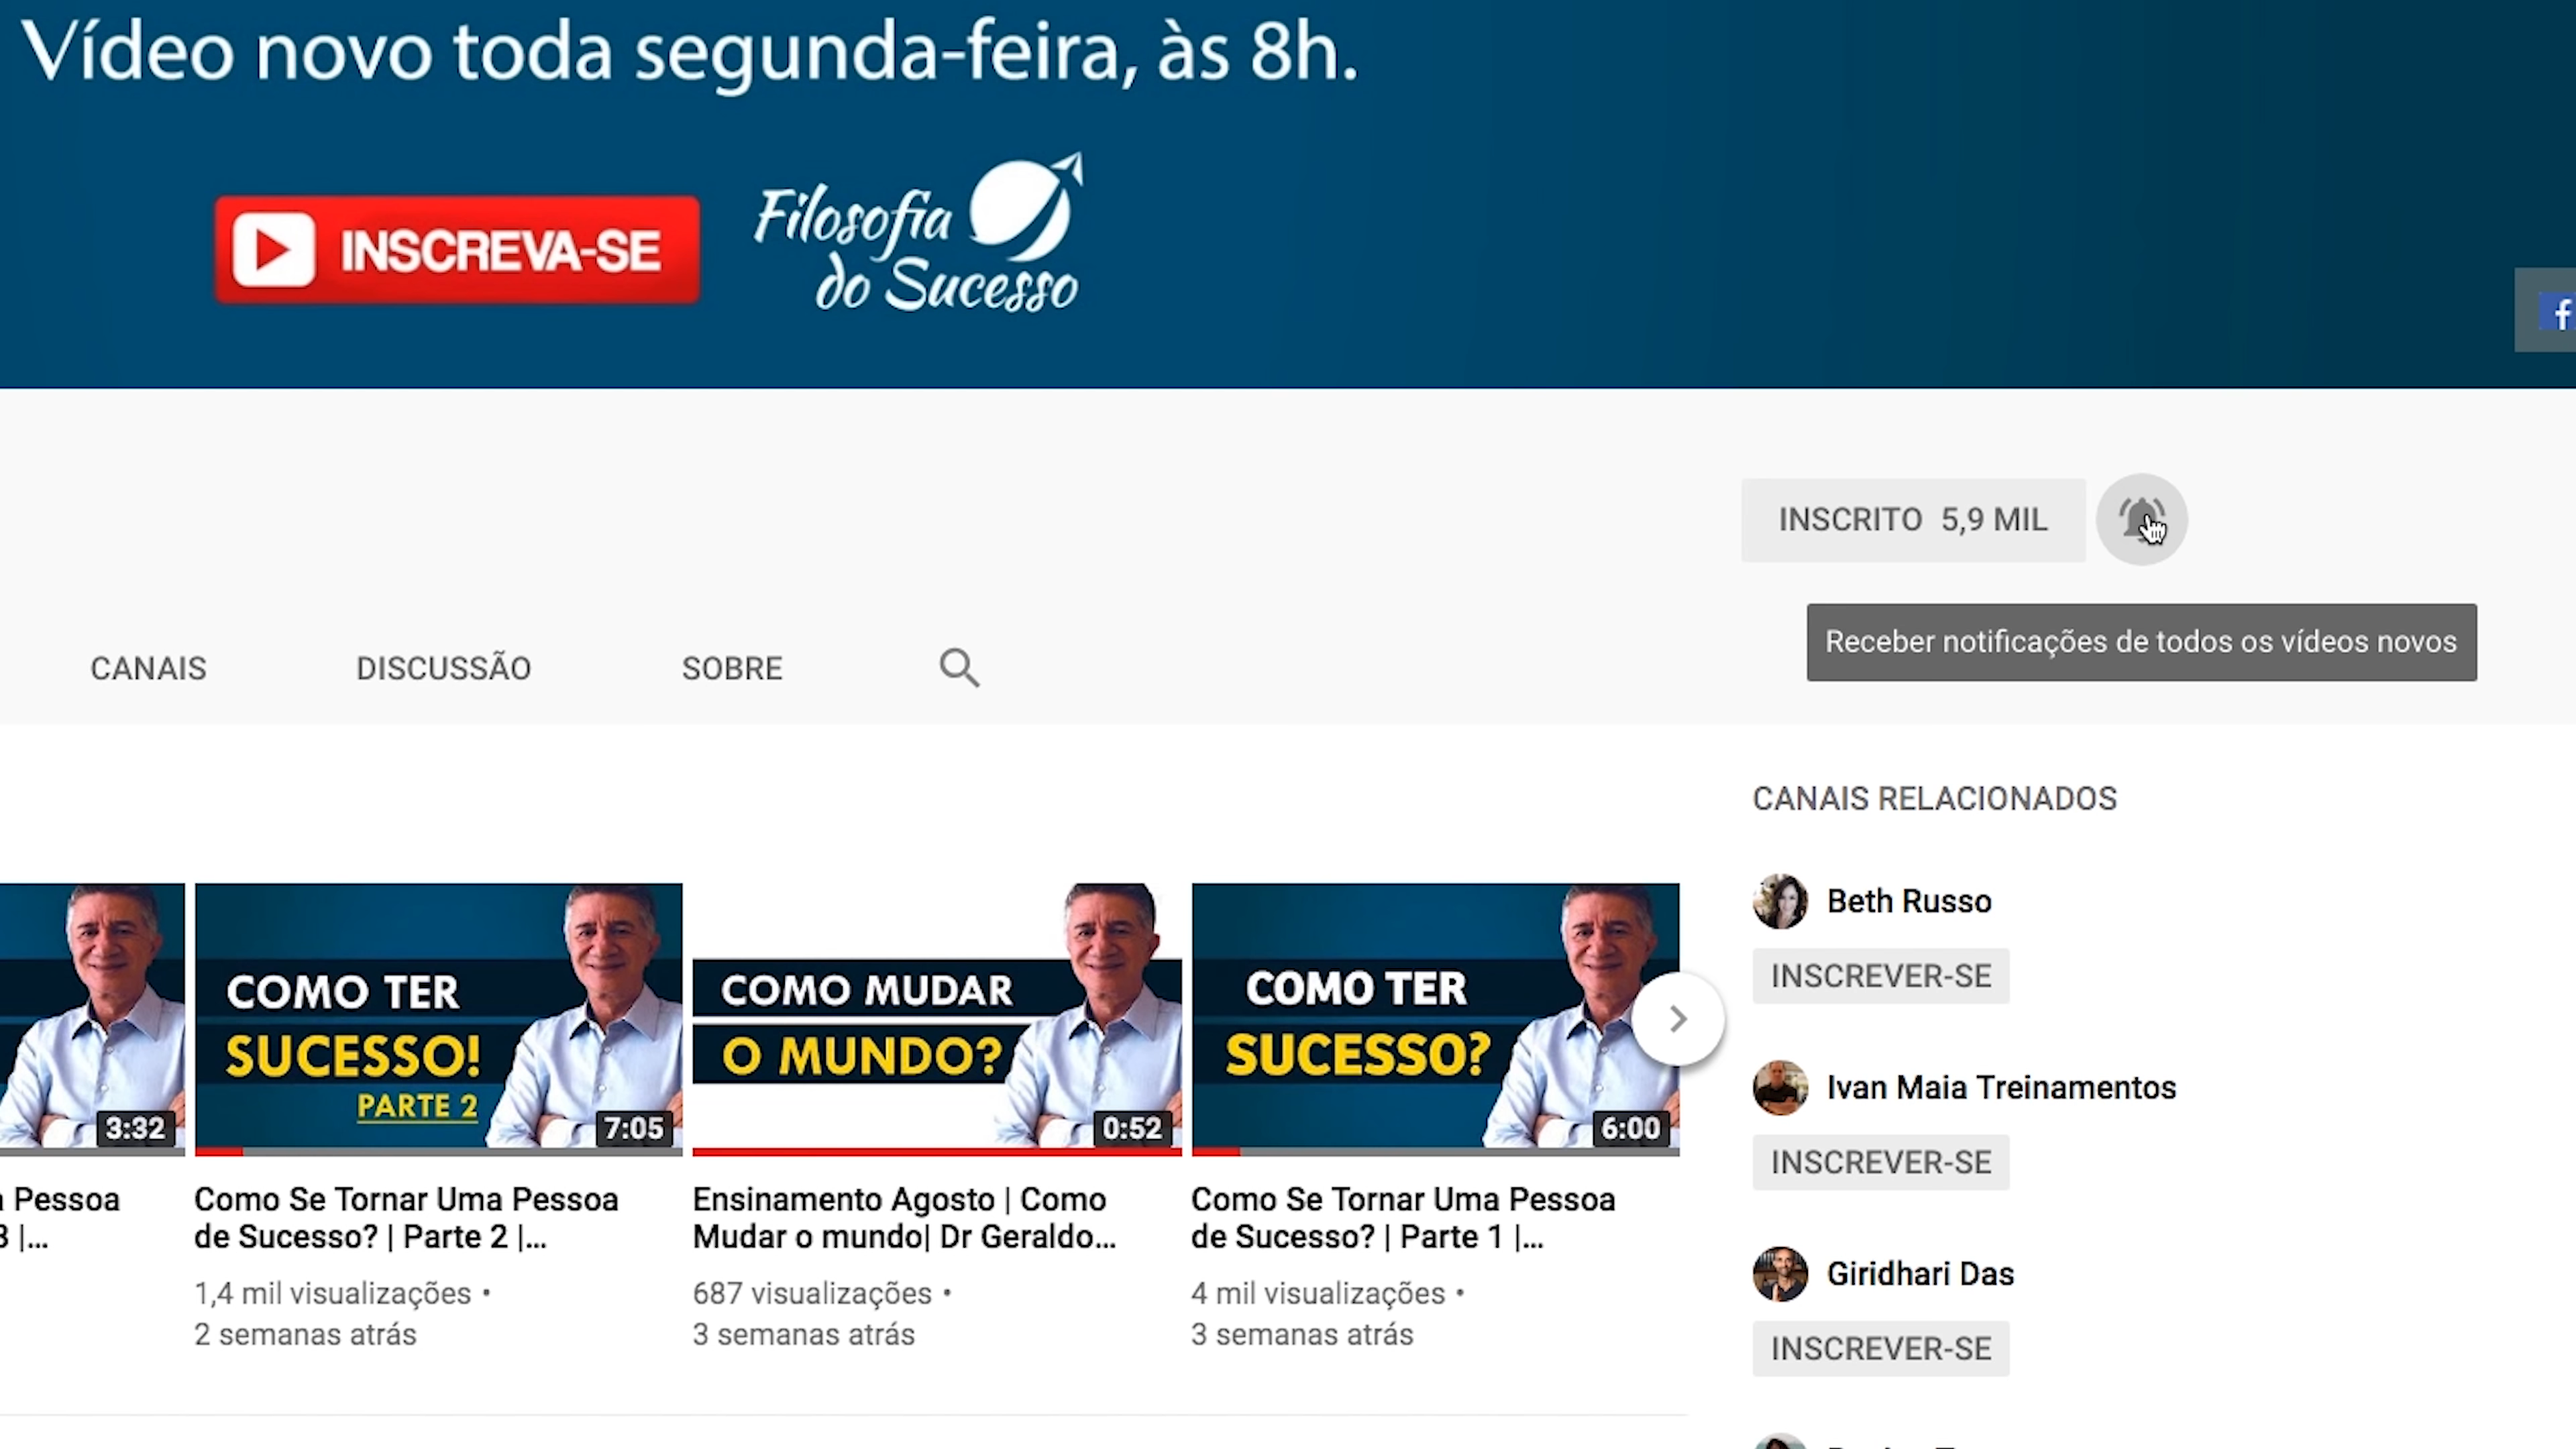 Vídeo novo toda segunda-feira, às 8h.
INSCREVA-SE
Filosofia
do Sucesso
f
INSCRITO 5,9 MIL
Receber notificações de todos os vídeos novos
CANAIS
DISCUSSÃO
SOBRE
CANAIS RELACIONADOS
Beth Russo
INSCREVER-SE
Ivan Maia Treinamentos
INSCREVER-SE
Giridhari Das
INSCREVER-SE
3:32
Pessoa
3 |...
COMO TER
SUCESSO!
PARTE 2
7:05
Como Se Tornar Uma Pessoa
de Sucesso? | Parte 2 |...
1,4 mil visualizações •
2 semanas atrás
COMO MUDAR
O MUNDO?
0:52
Ensinamento Agosto | Como
Mudar o mundo| Dr Geraldo...
687 visualizações •
3 semanas atrás
COMO TER
SUCESSO?
6:00
Como Se Tornar Uma Pessoa
de Sucesso? | Parte 1 |...
4 mil visualizações •
3 semanas atrás